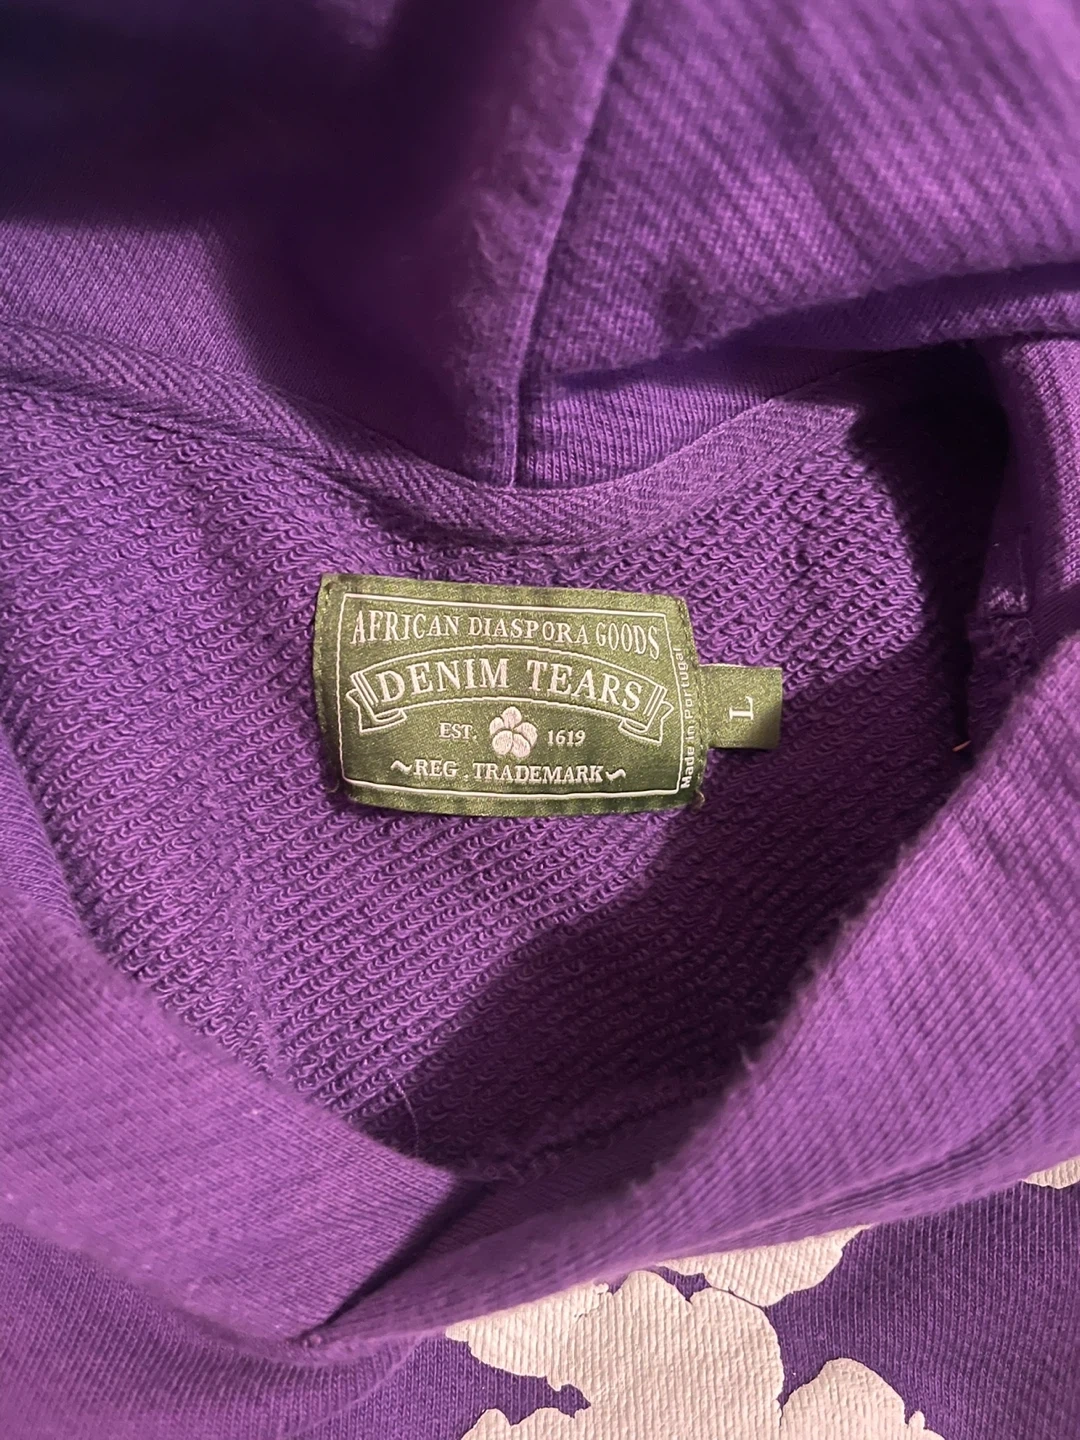 AFRICAN DIASPORA GOODS
DENIM TEARS
EST. 1619
~REG. TRADEMARK~
Made in Portugal
L